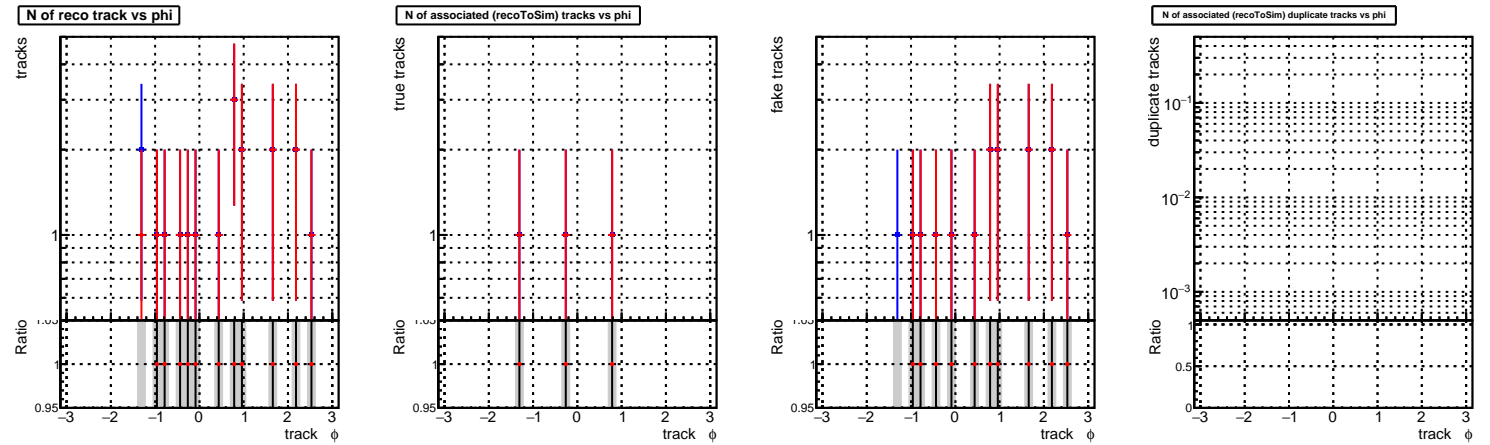 N of reco track vs phi
tracks
1
Ratio
1.05
1
0.95
−3 −2 −1 0 1 2 3
track ϕ
N of associated (recoToSim) tracks vs phi
true tracks
1
Ratio
1.05
1
0.95
−3 −2 −1 0 1 2 3
track ϕ
fake tracks
1
Ratio
1.05
1
0.95
−3 −2 −1 0 1 2 3
track ϕ
N of associated (recoToSim) duplicate tracks vs phi
duplicate tracks
10⁻¹
10⁻²
10⁻³
Ratio
1
0.5
0
−3 −2 −1 0 1 2 3
track ϕ